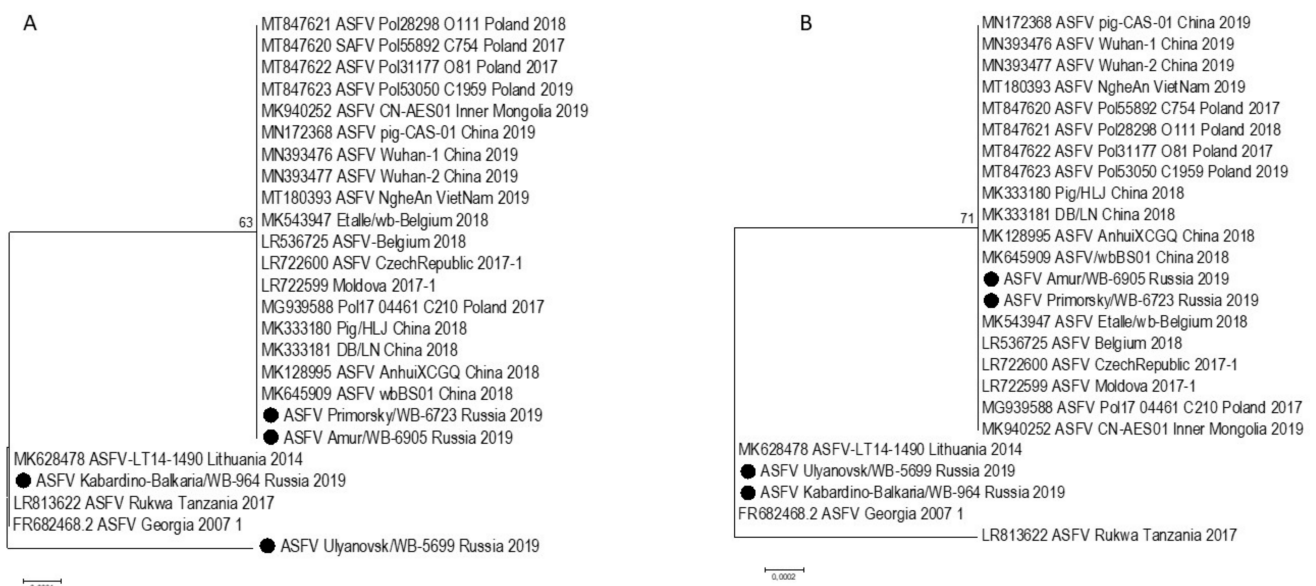 A
MT847621 ASFV Pol28298 O111 Poland 2018
MT847620 SAFV Pol55892 C754 Poland 2017
MT847622 ASFV Pol31177 O81 Poland 2017
MT847623 ASFV Pol53050 C1959 Poland 2019
MK940252 ASFV CN-AES01 Inner Mongolia 2019
MN172368 ASFV pig-CAS-01 China 2019
MN393476 ASFV Wuhan-1 China 2019
MN393477 ASFV Wuhan-2 China 2019
MT180393 ASFV NgheAn VietNam 2019
63
MK543947 Etalle/wb-Belgium 2018
LR536725 ASFV-Belgium 2018
LR722600 ASFV CzechRepublic 2017-1
LR722599 Moldova 2017-1
MG939588 Pol17 04461 C210 Poland 2017
MK333180 Pig/HLJ China 2018
MK333181 DB/LN China 2018
MK128995 ASFV AnhuiXCGQ China 2018
MK645909 ASFV wbBS01 China 2018
ASFV Primorsky/WB-6723 Russia 2019
ASFV Amur/WB-6905 Russia 2019
MK628478 ASFV-LT14-1490 Lithuania 2014
ASFV Kabardino-Balkaria/WB-964 Russia 2019
LR813622 ASFV Rukwa Tanzania 2017
FR682468.2 ASFV Georgia 2007 1
ASFV Ulyanovsk/WB-5699 Russia 2019
B
MN172368 ASFV pig-CAS-01 China 2019
MN393476 ASFV Wuhan-1 China 2019
MN393477 ASFV Wuhan-2 China 2019
MT180393 ASFV NgheAn VietNam 2019
MT847620 ASFV Pol55892 C754 Poland 2017
MT847621 ASFV Pol28298 O111 Poland 2018
MT847622 ASFV Pol31177 O81 Poland 2017
MT847623 ASFV Pol53050 C1959 Poland 2019
MK333180 Pig/HLJ China 2018
71
MK333181 DB/LN China 2018
MK128995 ASFV AnhuiXCGQ China 2018
MK645909 ASFV/wbBS01 China 2018
ASFV Amur/WB-6905 Russia 2019
ASFV Primorsky/WB-6723 Russia 2019
MK543947 ASFV Etalle/wb-Belgium 2018
LR536725 ASFV Belgium 2018
LR722600 ASFV CzechRepublic 2017-1
LR722599 ASFV Moldova 2017-1
MG939588 ASFV Pol17 04461 C210 Poland 2017
MK940252 ASFV CN-AES01 Inner Mongolia 2019
MK628478 ASFV-LT14-1490 Lithuania 2014
ASFV Ulyanovsk/WB-5699 Russia 2019
ASFV Kabardino-Balkaria/WB-964 Russia 2019
FR682468.2 ASFV Georgia 2007 1
LR813622 ASFV Rukwa Tanzania 2017
0,0002